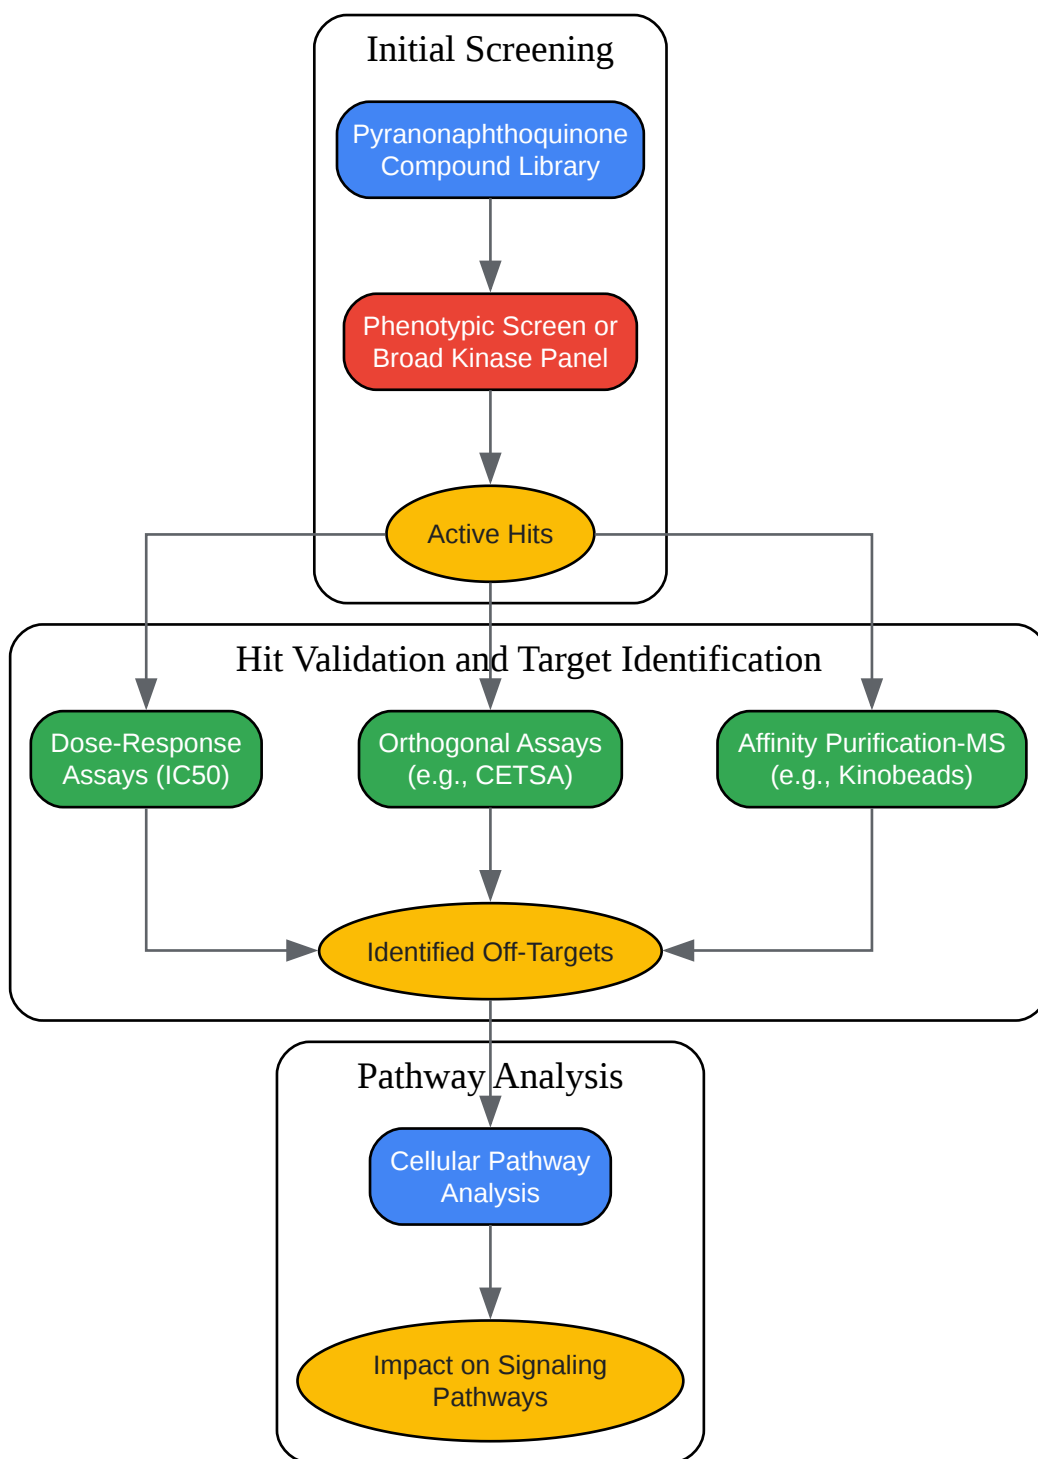 Initial Screening
Pyranonaphthoquinone
Compound Library
Phenotypic Screen or
Broad Kinase Panel
Active Hits
Hit Validation and Target Identification
Dose-Response
Assays (IC50)
Orthogonal Assays
(e.g., CETSA)
Affinity Purification-MS
(e.g., Kinobeads)
Identified Off-Targets
Pathway Analysis
Cellular Pathway
Analysis
Impact on Signaling
Pathways